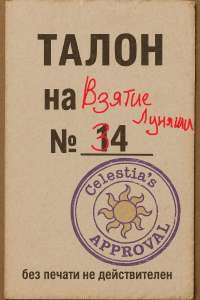 ТАЛОН
на Взятие
Луняши
№ 34
Celestia's
APPROVAL
без печати не действителен